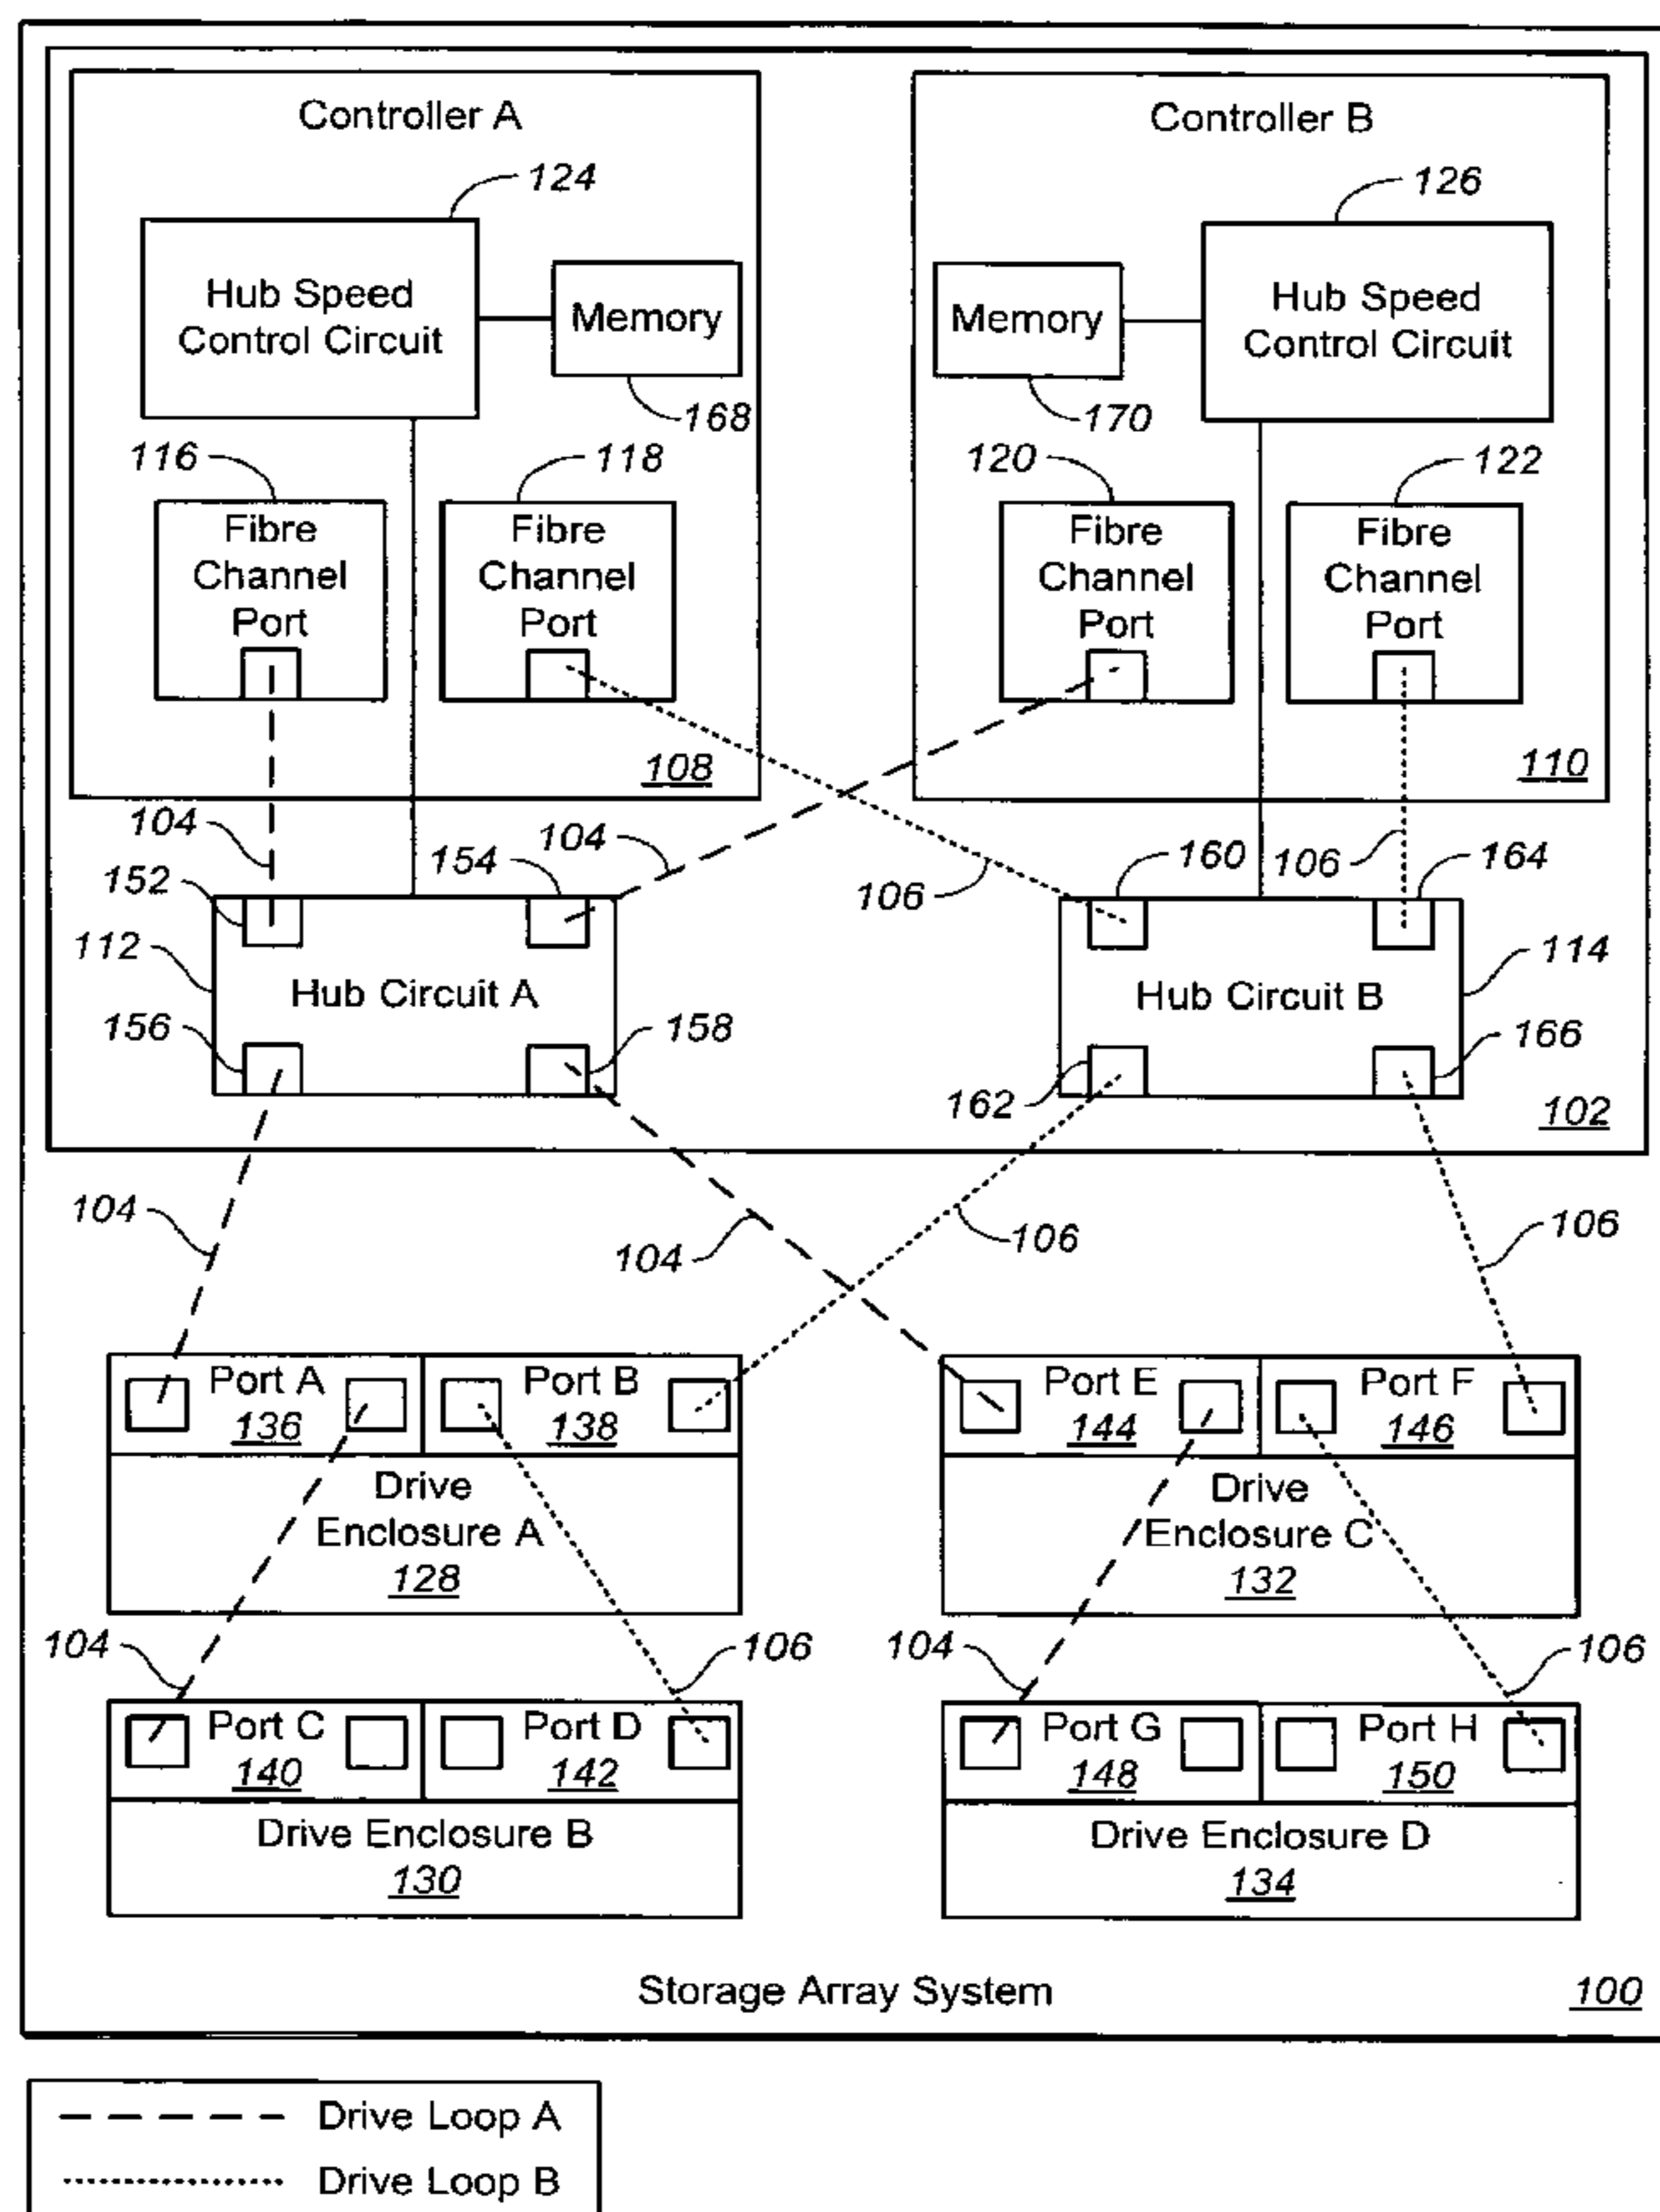 Controller A
Controller B
124
126
Hub Speed
Control Circuit
Memory
Memory
Hub Speed
Control Circuit
168
170
116
118
120
122
Fibre
Channel
Port
Fibre
Channel
Port
Fibre
Channel
Port
Fibre
Channel
Port
108
110
104
152
154
104
106
160
106
164
112
Hub Circuit A
Hub Circuit B
114
156
158
162
166
102
104
104
106
106
Port A
136
Port B
138
Port E
144
Port F
146
Drive
Enclosure A
128
Drive
Enclosure C
132
104
106
104
106
Port C
140
Port D
142
Port G
148
Port H
150
Drive Enclosure B
130
Drive Enclosure D
134
Storage Array System
100
Drive Loop A
Drive Loop B